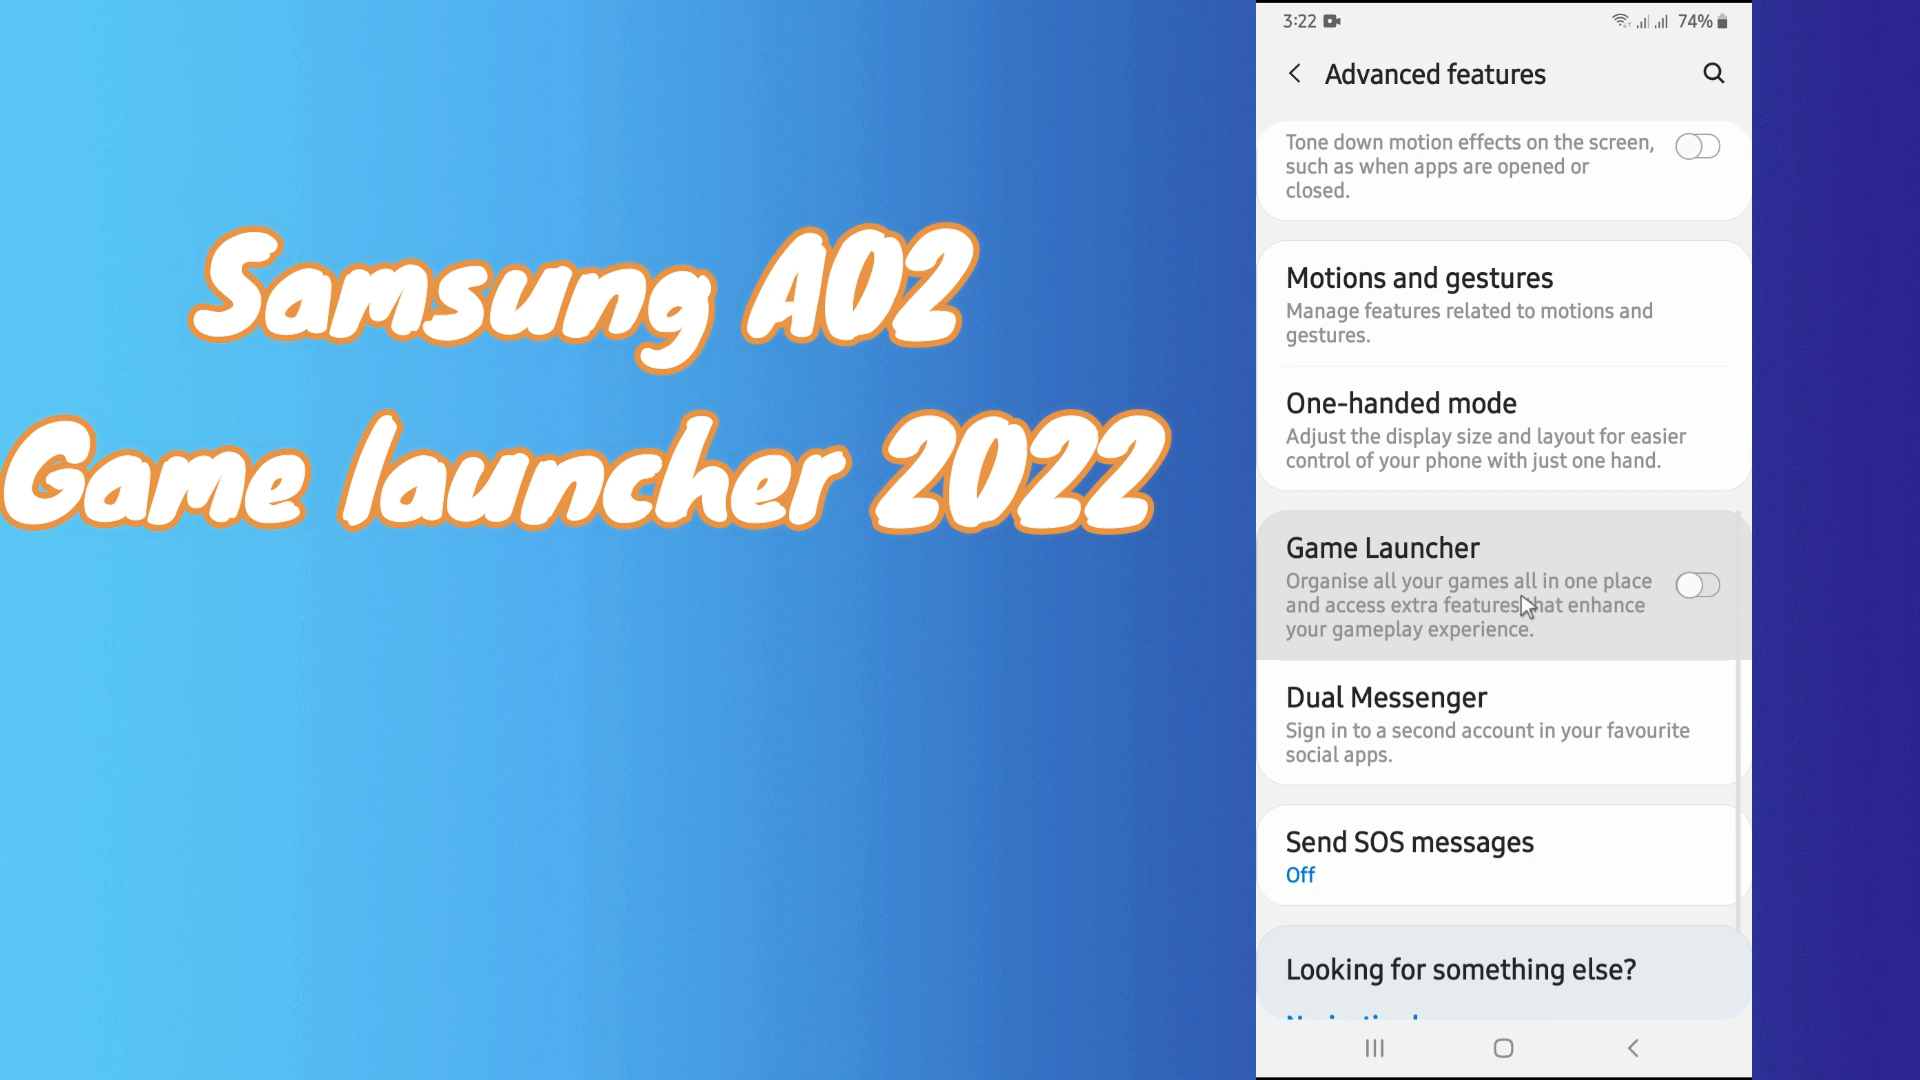 Samsung A02
Game launcher 2022
3:22
74%
Advanced features
Tone down motion effects on the screen,
such as when apps are opened or
closed.
Motions and gestures
Manage features related to motions and
gestures.
One-handed mode
Adjust the display size and layout for easier
control of your phone with just one hand.
Game Launcher
Organise all your games all in one place
and access extra features that enhance
your gameplay experience.
Dual Messenger
Sign in to a second account in your favourite
social apps.
Send SOS messages
Off
Looking for something else?